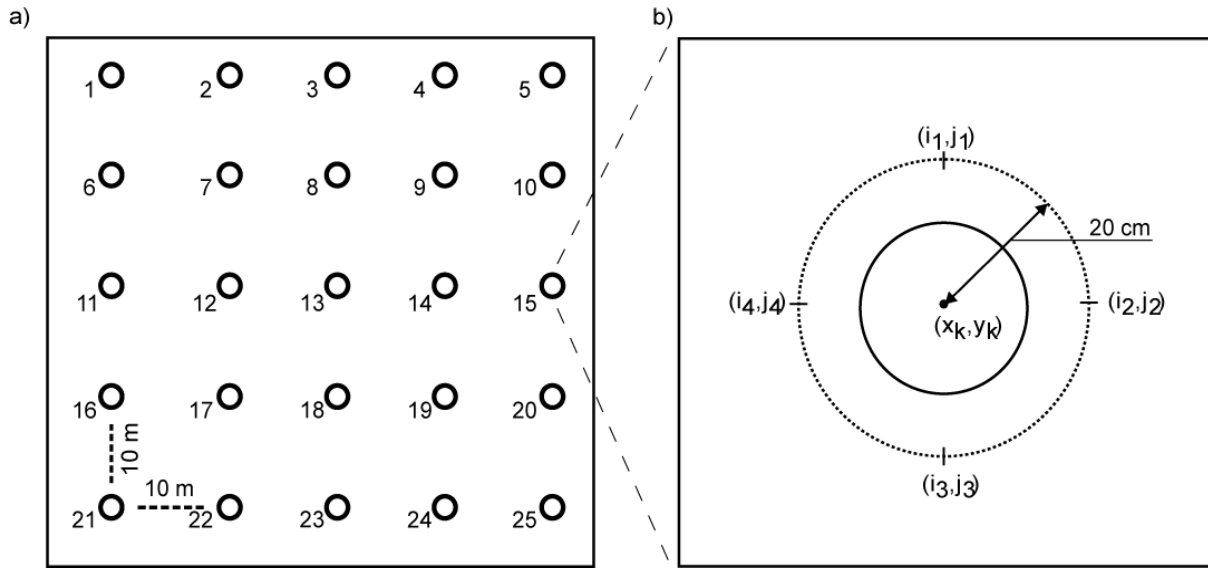 a)
1 2 3 4 5
6 7 8 9 10
11 12 13 14 15
16 17 18 19 20
10 m
10 m
21 22 23 24 25
b)
(i1,j1)
20 cm
(i4,j4) (i2,j2)
(xk,yk)
(i3,j3)